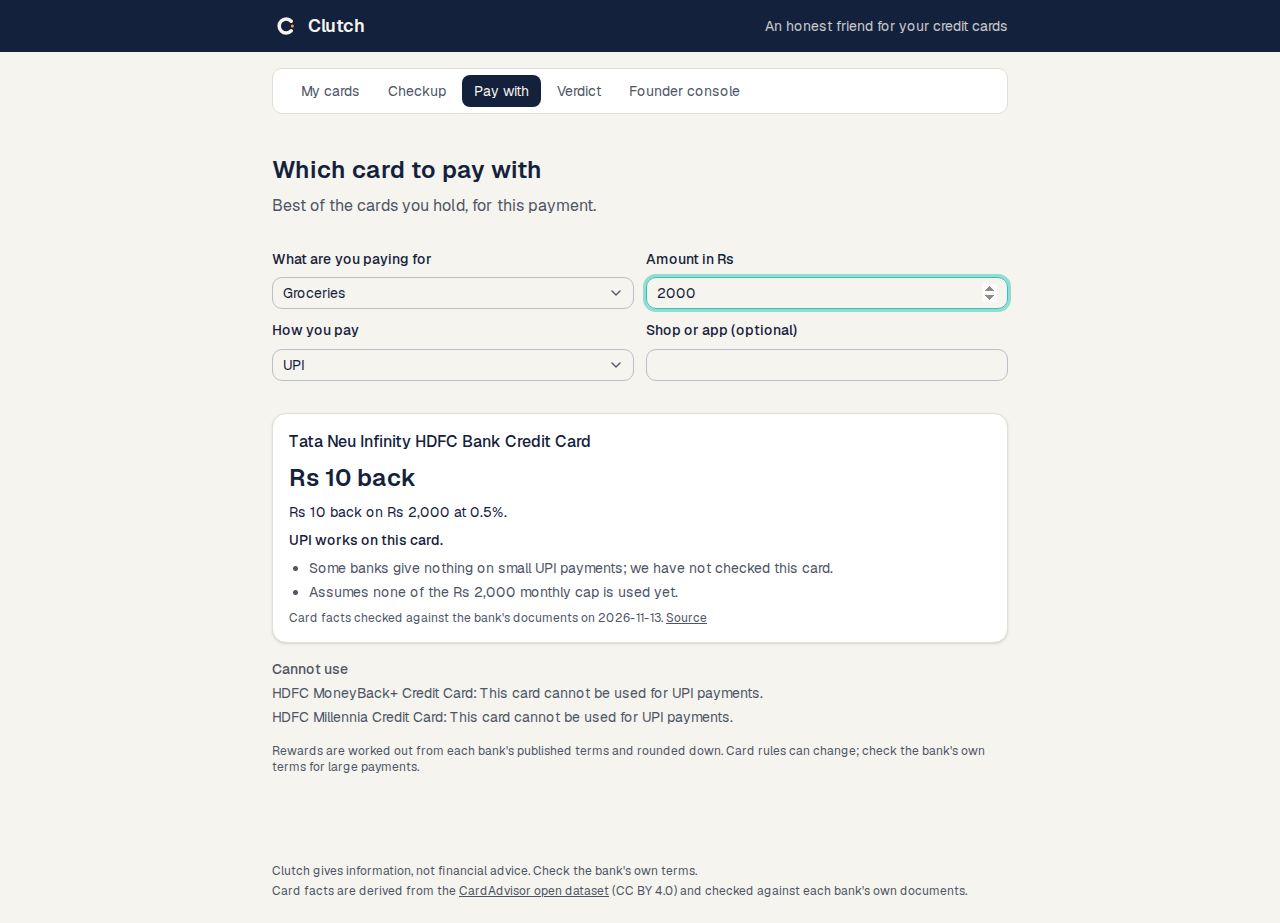 Clutch
An honest friend for your credit cards
My cards
Checkup
Pay with
Verdict
Founder console
Which card to pay with
Best of the cards you hold, for this payment.
What are you paying for
Amount in Rs
Groceries
2000
How you pay
Shop or app (optional)
UPI
Tata Neu Infinity HDFC Bank Credit Card
Rs 10 back
Rs 10 back on Rs 2,000 at 0.5%.
UPI works on this card.
Some banks give nothing on small UPI payments; we have not checked this card.
Assumes none of the Rs 2,000 monthly cap is used yet.
Card facts checked against the bank's documents on 2026-11-13. Source
Cannot use
HDFC MoneyBack+ Credit Card: This card cannot be used for UPI payments.
HDFC Millennia Credit Card: This card cannot be used for UPI payments.
Rewards are worked out from each bank's published terms and rounded down. Card rules can change; check the bank's own
terms for large payments.
Clutch gives information, not financial advice. Check the bank's own terms.
Card facts are derived from the CardAdvisor open dataset (CC BY 4.0) and checked against each bank's own documents.